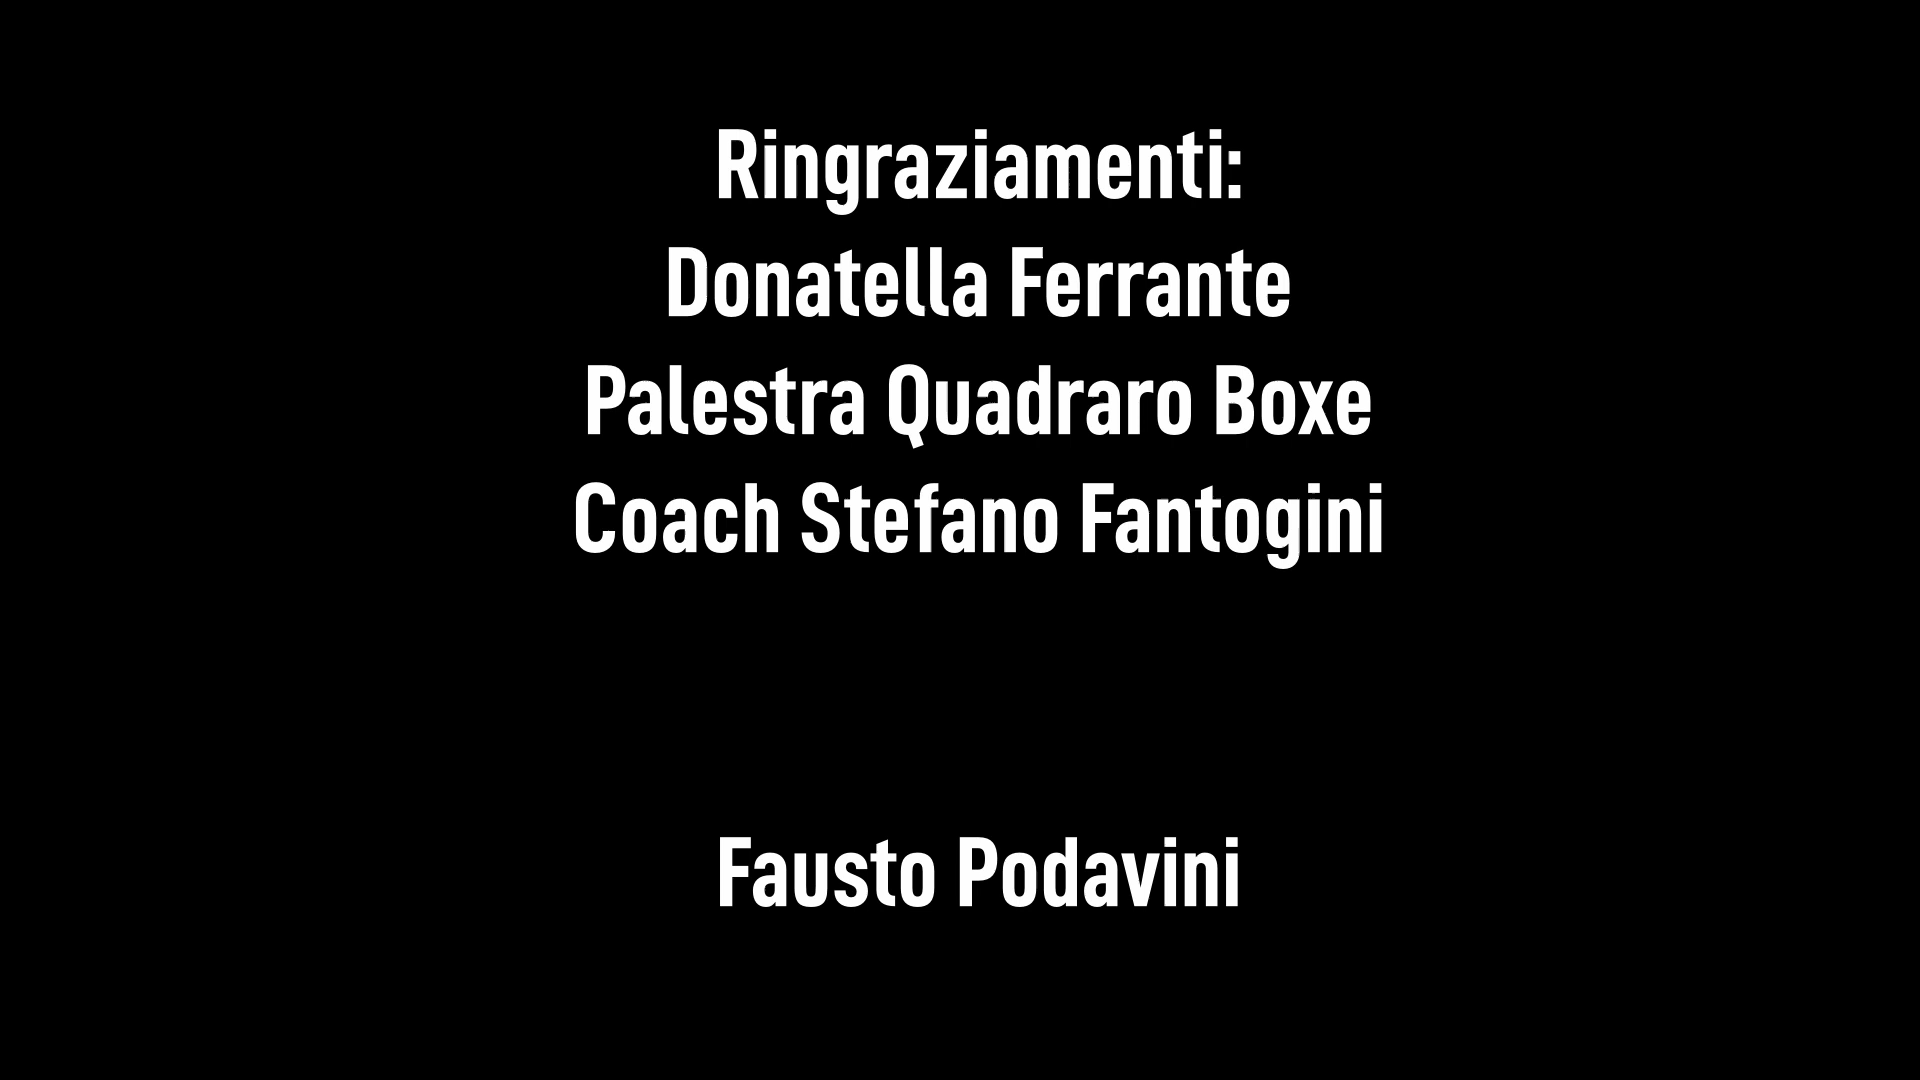 Ringraziamenti:
Donatella Ferrante
Palestra Quadraro Boxe
Coach Stefano Fantogini
Fausto Podavini